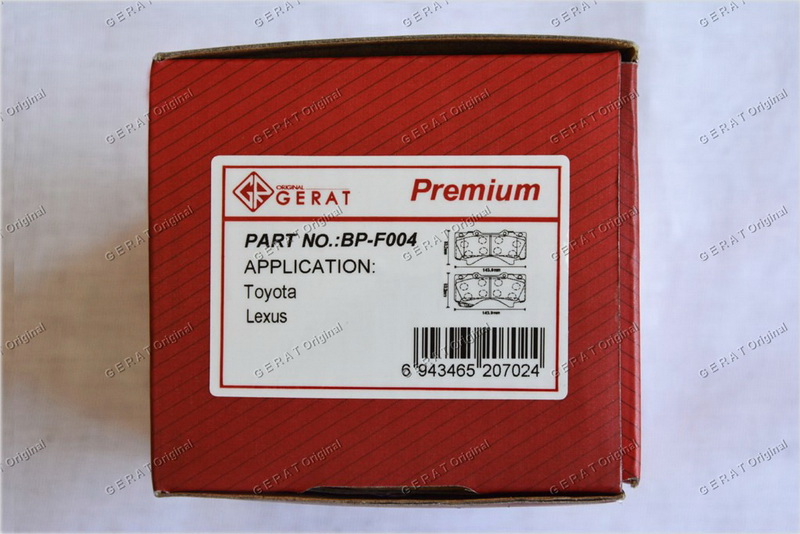 ORIGINAL
GERAT
Premium
PART NO.:BP-F004
APPLICATION:
Toyota
Lexus
6 943465 207024
GERAT Original